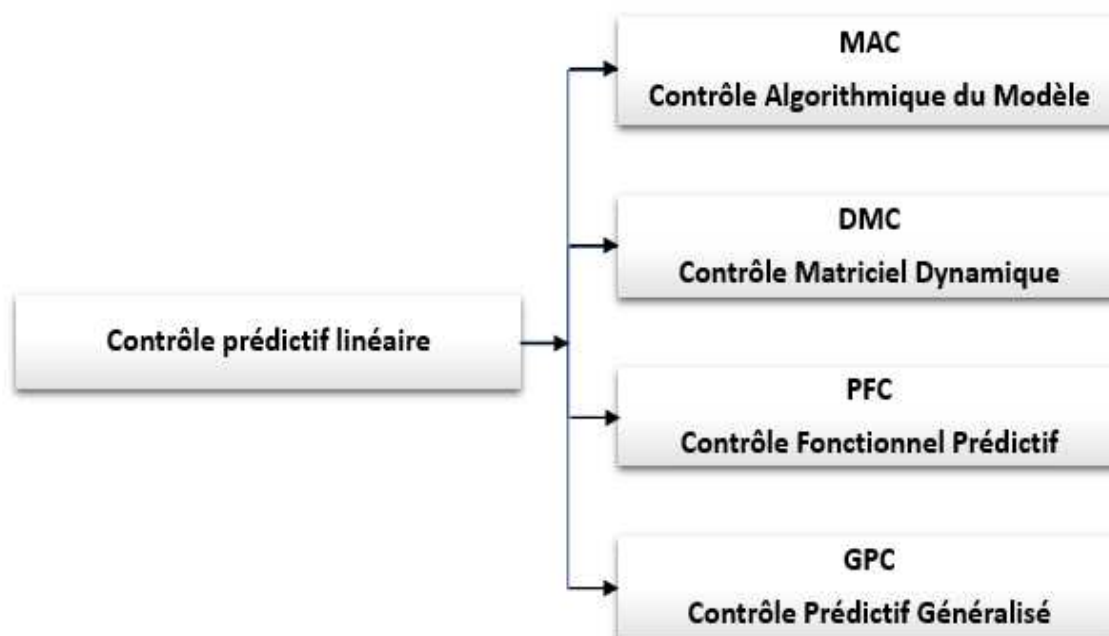 Contrôle prédictif linéaire
MAC
Contrôle Algorithmique du Modèle
DMC
Contrôle Matriciel Dynamique
PFC
Contrôle Fonctionnel Prédictif
GPC
Contrôle Prédictif Généralisé